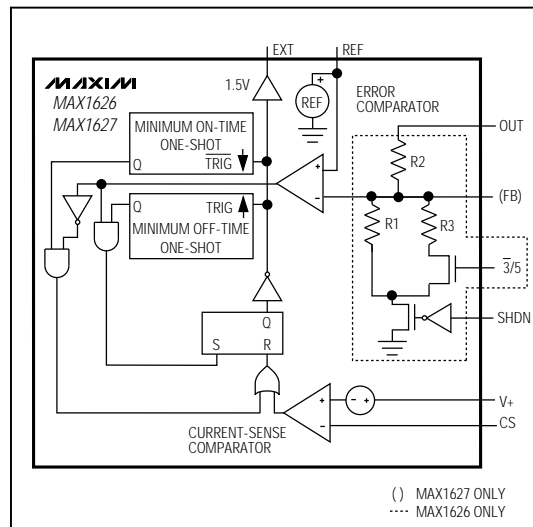 EXT
REF
MAXIM
MAX1626
MAX1627
1.5V
+
REF
ERROR
COMPARATOR
OUT
MINIMUM ON-TIME
ONE-SHOT
Q
TRIG
R2
+
-
(FB)
Q
TRIG
MINIMUM OFF-TIME
ONE-SHOT
R1
R3
3/5
SHDN
Q
S
R
+
-
- +
V+
CS
CURRENT-SENSE
COMPARATOR
( ) MAX1627 ONLY
MAX1626 ONLY